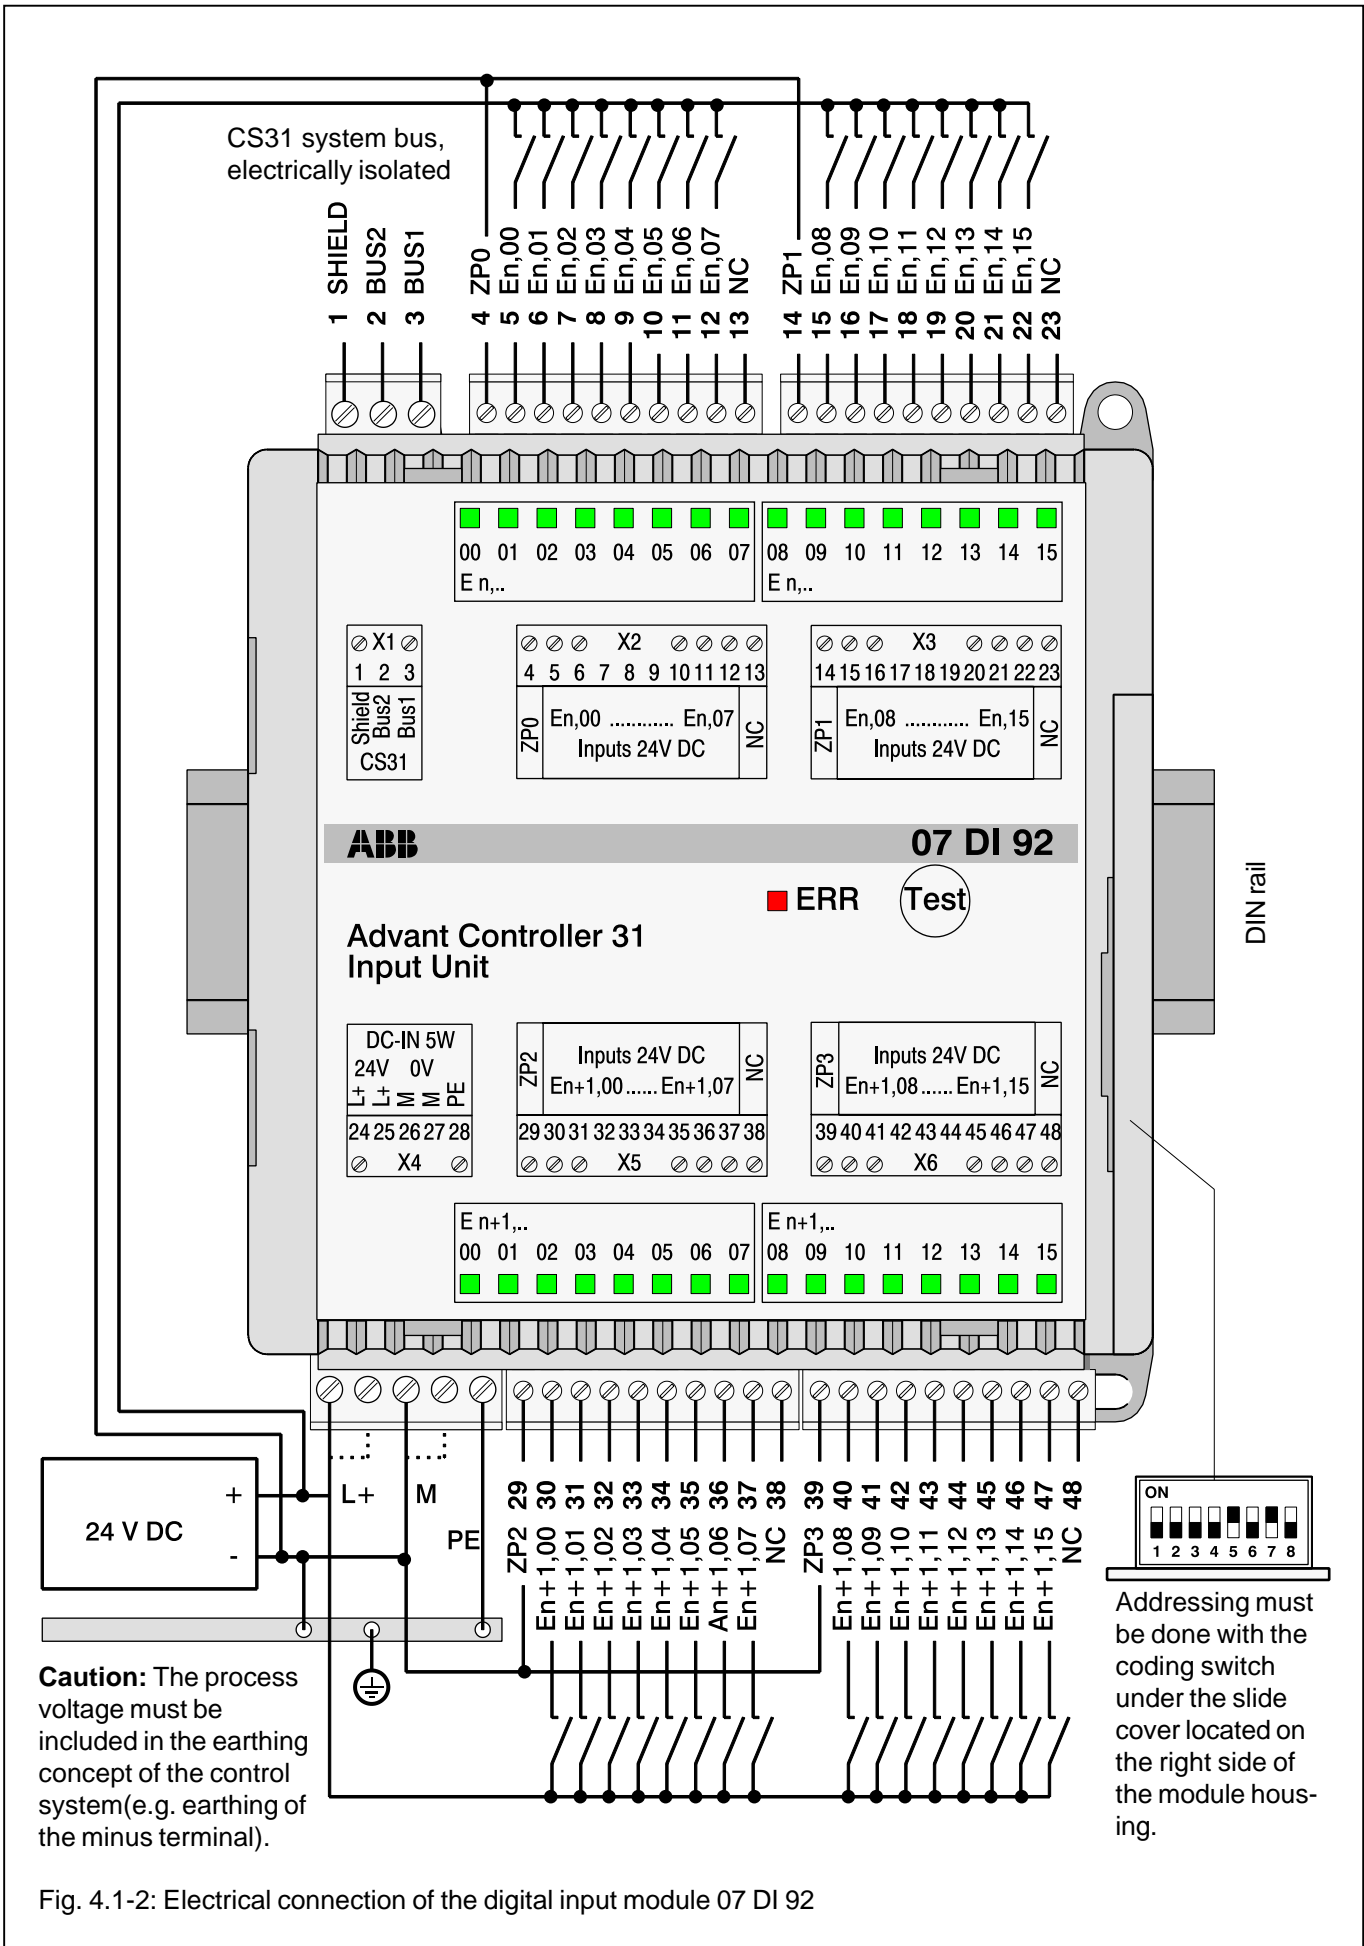 CS31 system bus,
electrically isolated
1 SHIELD
2 BUS2
3 BUS1
4 ZP0
5 En,00
6 En,01
7 En,02
8 En,03
9 En,04
10 En,05
11 En,06
12 En,07
13 NC
14 ZP1
15 En,08
16 En,09
17 En,10
18 En,11
19 En,12
20 En,13
21 En,14
22 En,15
23 NC
00 01 02 03 04 05 06 07
E n,..
08 09 10 11 12 13 14 15
E n,..
X1
1 2 3
Shield
Bus2
Bus1
CS31
X2
4 5 6 7 8 9 10 11 12 13
ZP0
En,00 ............ En,07
Inputs 24V DC
NC
X3
14 15 16 17 18 19 20 21 22 23
ZP1
En,08 ............ En,15
Inputs 24V DC
NC
ABB
07 DI 92
ERR
Test
Advant Controller 31
Input Unit
DIN rail
DC-IN 5W
24V 0V
L+
L+
M
M
PE
24 25 26 27 28
X4
ZP2
Inputs 24V DC
En+1,00...... En+1,07
NC
29 30 31 32 33 34 35 36 37 38
X5
ZP3
Inputs 24V DC
En+1,08...... En+1,15
NC
39 40 41 42 43 44 45 46 47 48
X6
E n+1,..
00 01 02 03 04 05 06 07
E n+1,..
08 09 10 11 12 13 14 15
24 V DC
+
-
L+
M
PE
ZP2 29
En+1,00 30
En+1,01 31
En+1,02 32
En+1,03 33
En+1,04 34
En+1,05 35
An+1,06 36
En+1,07 37
NC 38
ZP3 39
En+1,08 40
En+1,09 41
En+1,10 42
En+1,11 43
En+1,12 44
En+1,13 45
En+1,14 46
En+1,15 47
NC 48
ON
1 2 3 4 5 6 7 8
Addressing must
be done with the
coding switch
under the slide
cover located on
the right side of
the module hous-
ing.
Caution: The process
voltage must be
included in the earthing
concept of the control
system(e.g. earthing of
the minus terminal).
Fig. 4.1-2: Electrical connection of the digital input module 07 DI 92